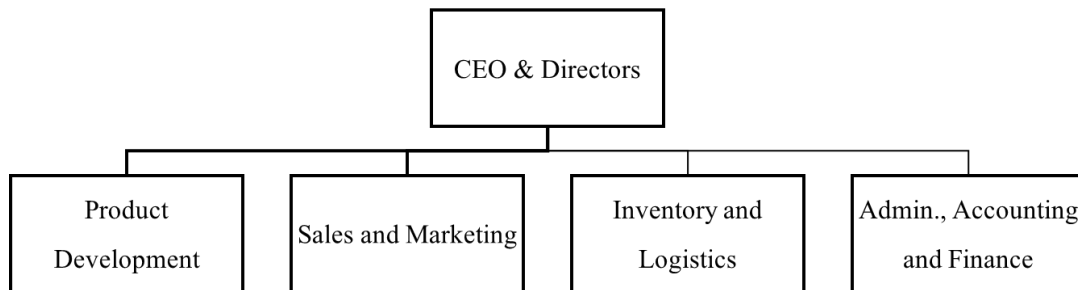 CEO & Directors
Product
Development
Sales and Marketing
Inventory and
Logistics
Admin., Accounting
and Finance